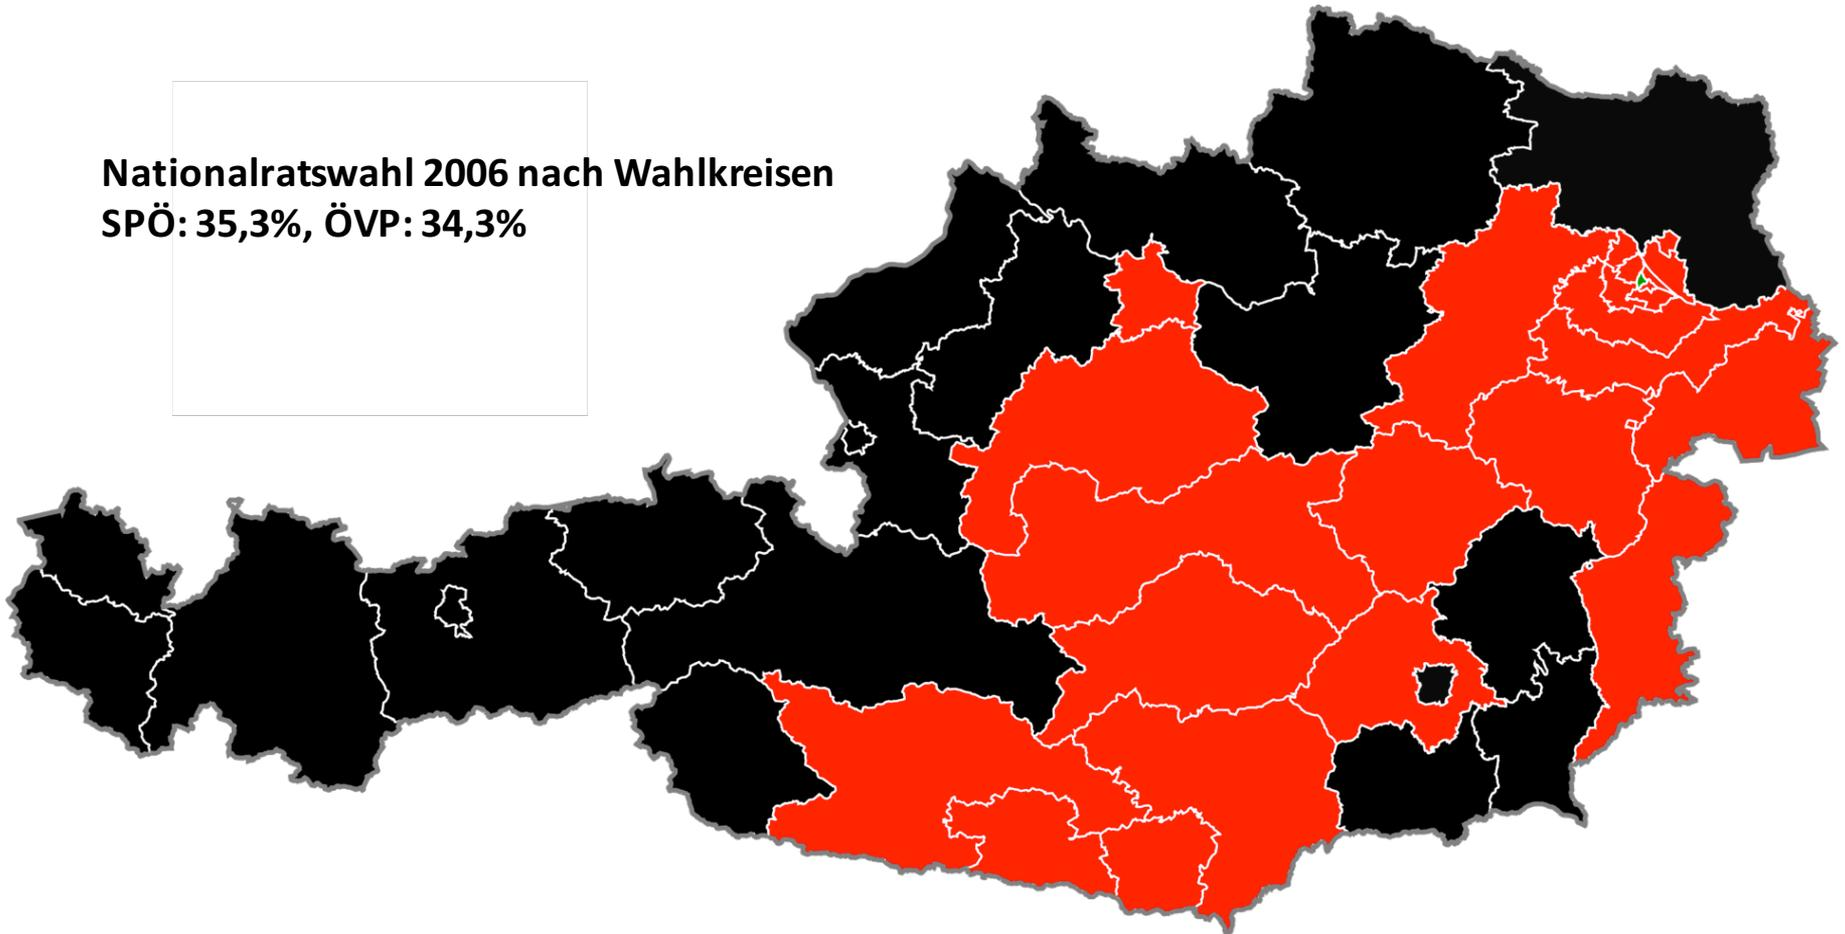 Nationalratswahl 2006 nach Wahlkreisen
SPÖ: 35,3%, ÖVP: 34,3%